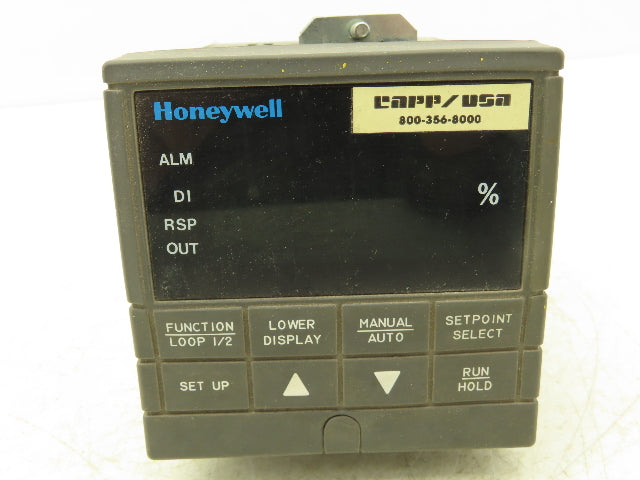 Honeywell
Capp/usa
800-356-8000
ALM
DI
%
RSP
OUT
FUNCTION
LOOP 1/2
LOWER
DISPLAY
MANUAL
AUTO
SETPOINT
SELECT
SET UP
RUN
HOLD